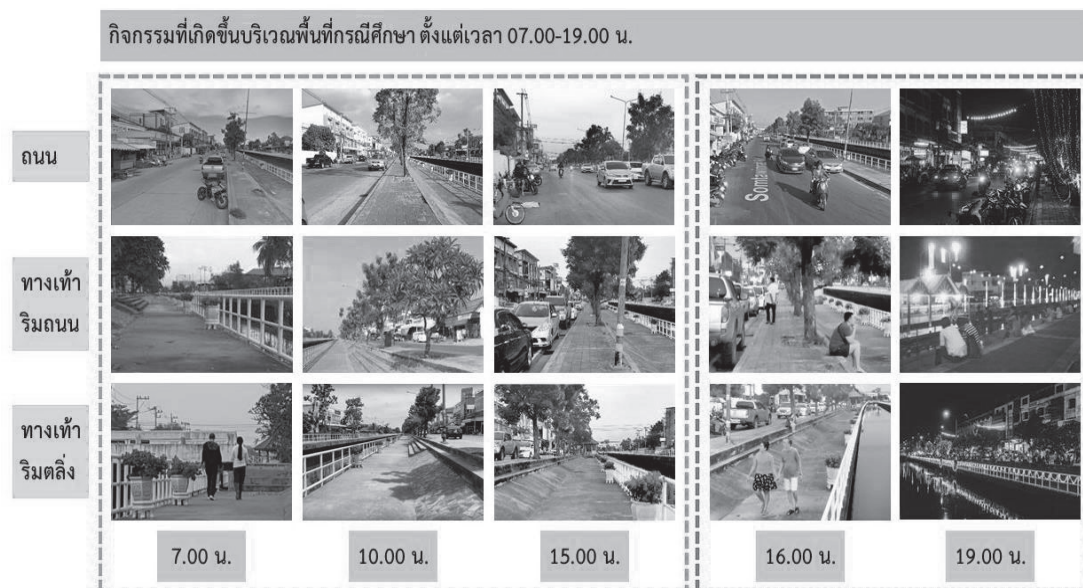 กิจกรรมที่เกิดขึ้นบริเวณพื้นที่กรณีศึกษา ตั้งแต่เวลา 07.00-19.00 น.
ถนน
Somtame
ทางเท้า
ริมถนน
ทางเท้า
ริมตลิ่ง
7.00 น.
10.00 น.
15.00 น.
16.00 น.
19.00 น.